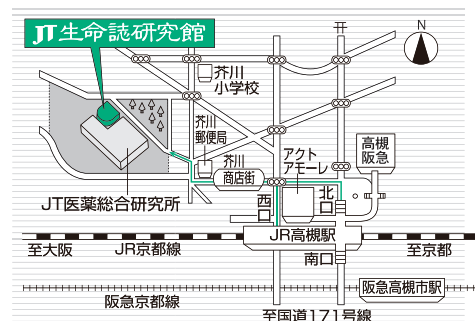 JT生命誌研究館
N
芥川
小学校
芥川
郵便局
芥川
商店街
アクト
アモーレ
高槻
阪急
西
口
北
口
JT医薬総合研究所
JR高槻駅
至大阪
JR京都線
至京都
南口
阪急高槻市駅
阪急京都線
至国道171号線